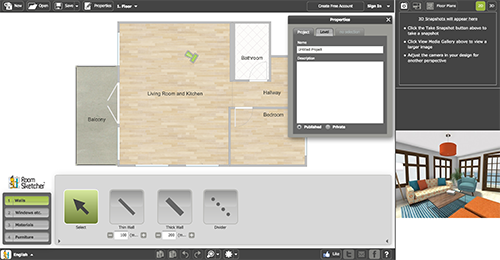 New
Open
Save
Properties
1. Floor
Create Free Account
Sign In
Floor Plans
2D
3D
3D Snapshots will appear here
Click the Take Snapshot button above to take a snapshot
Click View Media Gallery above to view a larger image
Adjust the camera in your design for another perspective
Properties
Project
Level
Name
Untitled Project
Description
Published
Private
Bathroom
Living Room and Kitchen
Hallway
Bedroom
Balcony
Room Sketcher
1 Walls
2 Windows etc.
3 Materials
4 Furniture
Select
Thin Wall
Thick Wall
Divider
100
200
English
Like